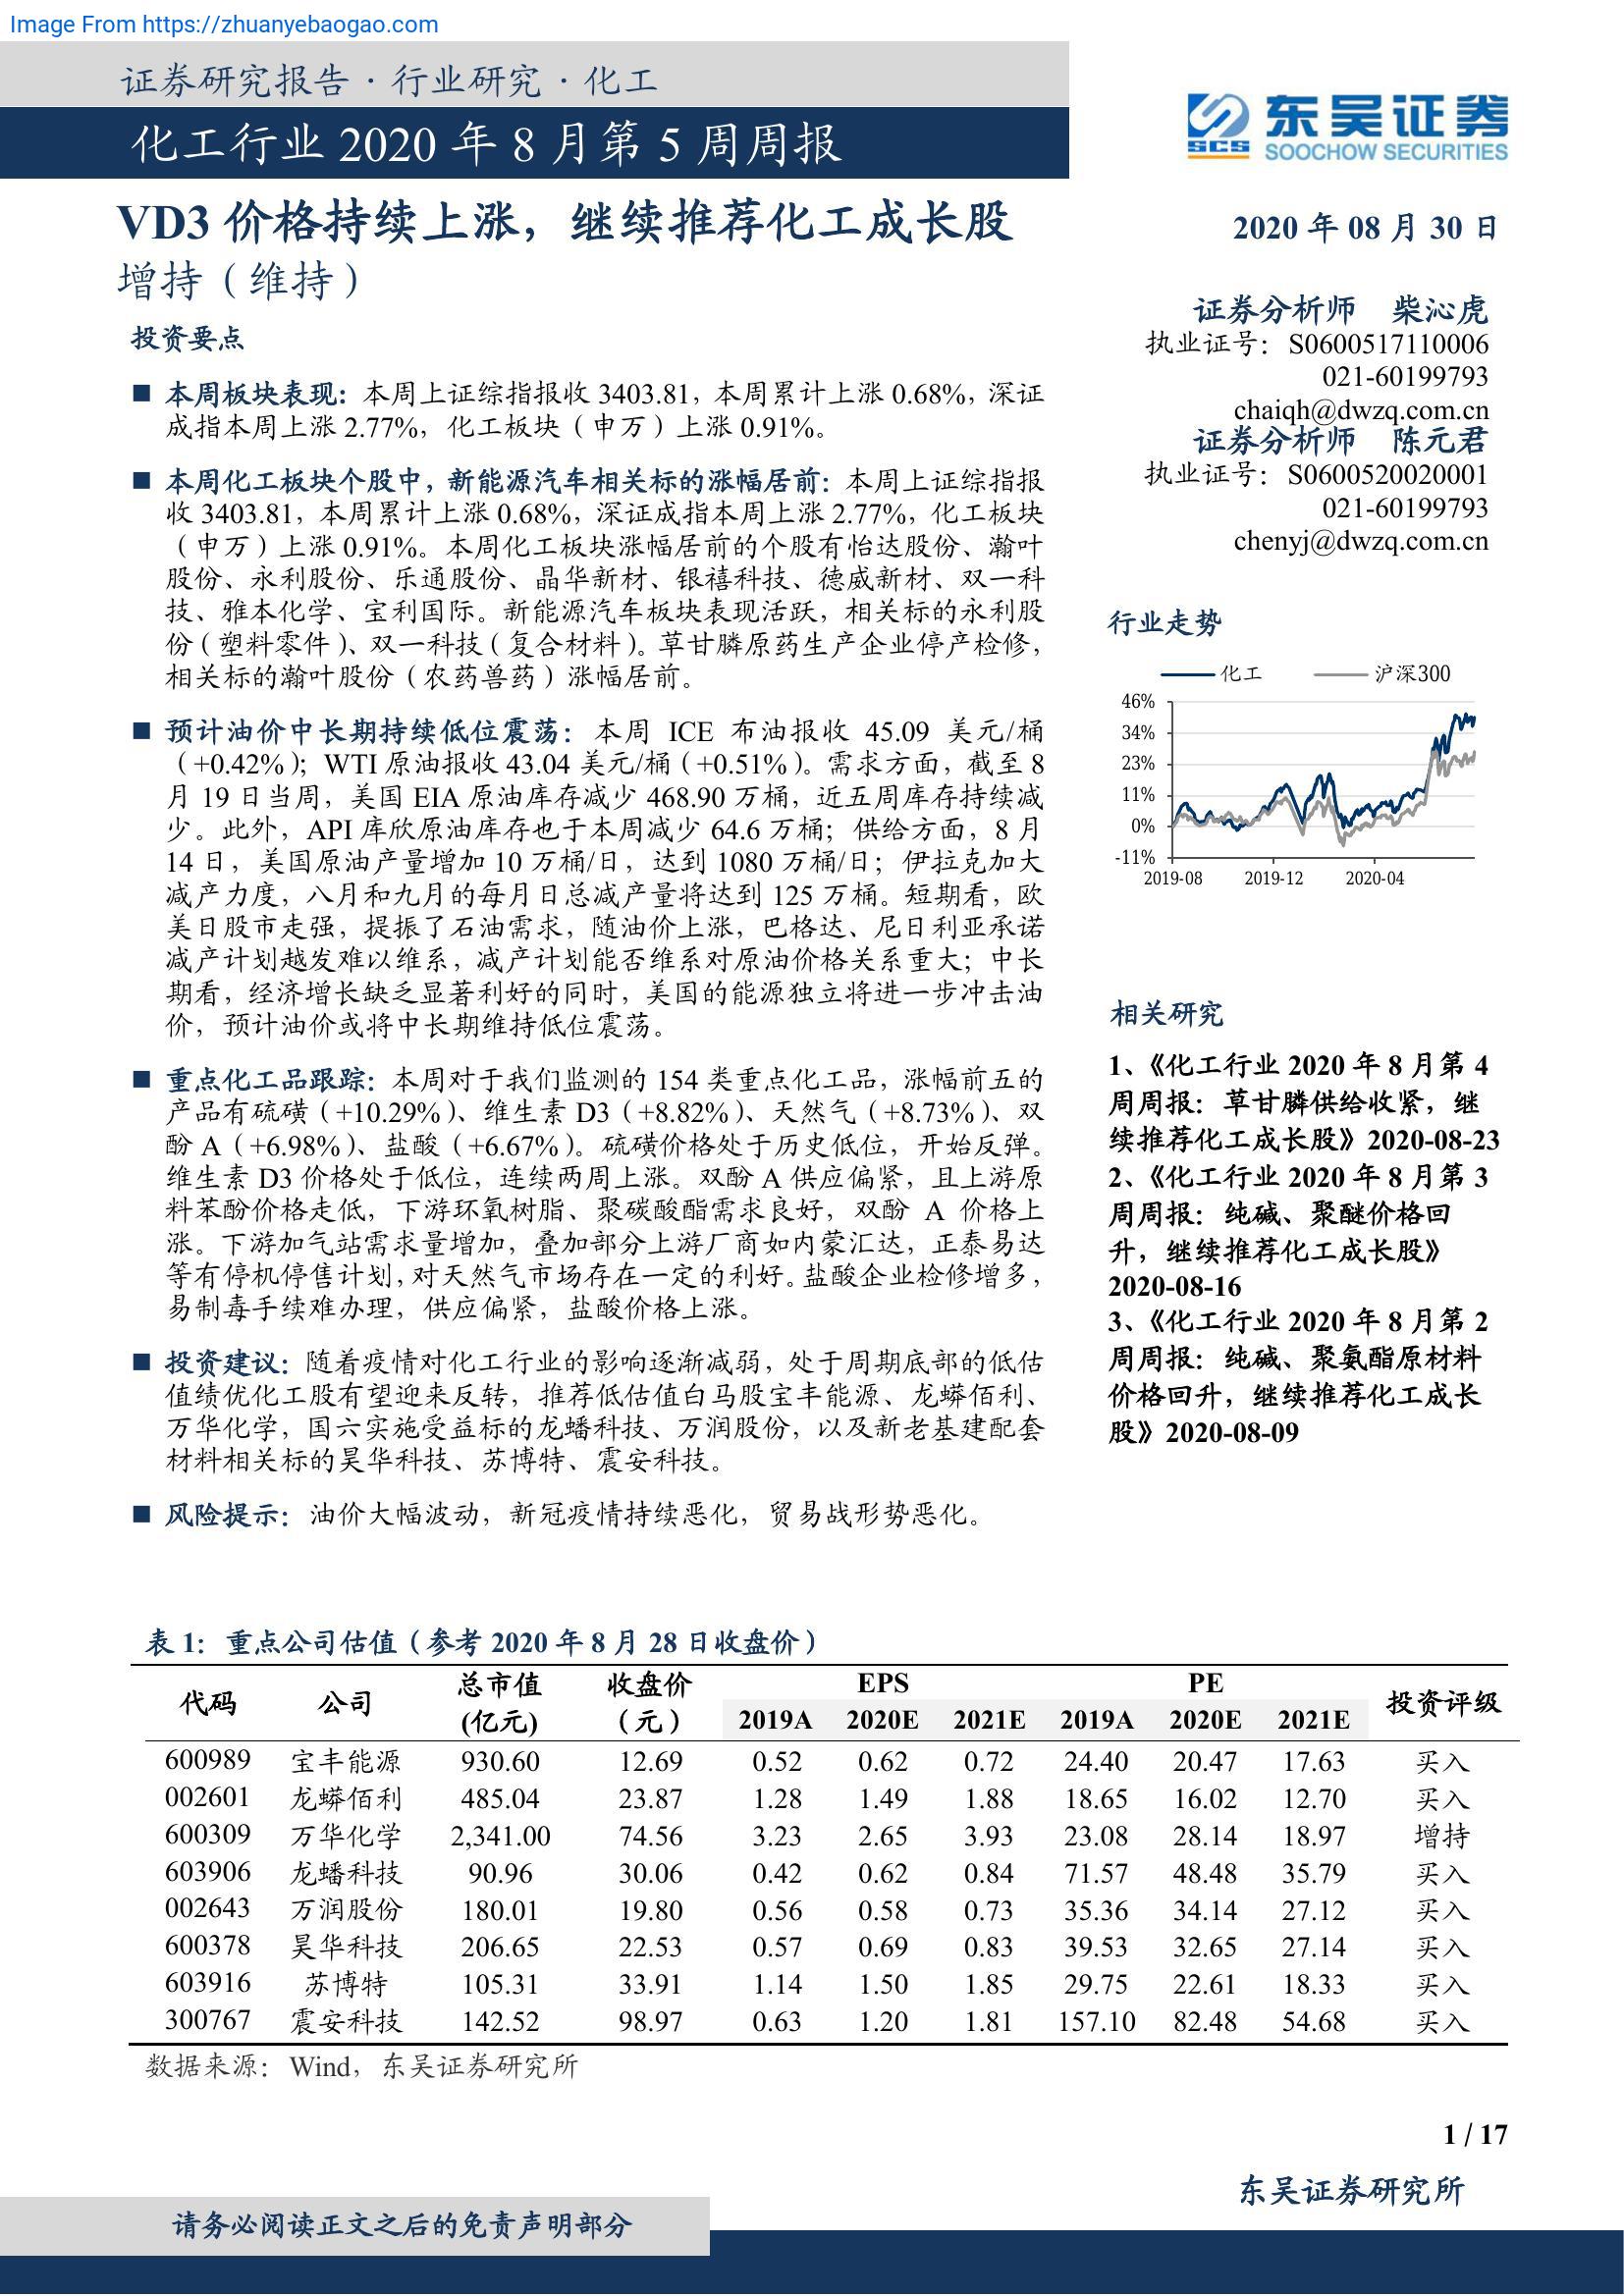 Image From https://zhuanyebaogao.com
证券研究报告·行业研究·化工
化工行业 2020 年 8 月第 5 周周报
东吴证券
SCS
SOOCHOW SECURITIES
VD3 价格持续上涨，继续推荐化工成长股
增持（维持）
投资要点
■ 本周板块表现：本周上证综指报收 3403.81，本周累计上涨 0.68%，深证
成指本周上涨 2.77%，化工板块（申万）上涨 0.91%。
■ 本周化工板块个股中，新能源汽车相关标的涨幅居前：本周上证综指报
收 3403.81，本周累计上涨 0.68%，深证成指本周上涨 2.77%，化工板块
（申万）上涨 0.91%。本周化工板块涨幅居前的个股有怡达股份、瀚叶
股份、永利股份、乐通股份、晶华新材、银禧科技、德威新材、双一科
技、雅本化学、宝利国际。新能源汽车板块表现活跃，相关标的永利股
份（塑料零件）、双一科技（复合材料）。草甘膦原药生产企业停产检修，
相关标的瀚叶股份（农药兽药）涨幅居前。
■ 预计油价中长期持续低位震荡：本周 ICE 布油报收 45.09 美元/桶
（+0.42%）；WTI 原油报收 43.04 美元/桶（+0.51%）。需求方面，截至 8
月 19 日当周，美国 EIA 原油库存减少 468.90 万桶，近五周库存持续减
少。此外，API 库欣原油库存也于本周减少 64.6 万桶；供给方面，8 月
14 日，美国原油产量增加 10 万桶/日，达到 1080 万桶/日；伊拉克加大
减产力度，八月和九月的每月日总减产量将达到 125 万桶。短期看，欧
美日股市走强，提振了石油需求，随油价上涨，巴格达、尼日利亚承诺
减产计划越发难以维系，减产计划能否维系对原油价格关系重大；中长
期看，经济增长缺乏显著利好的同时，美国的能源独立将进一步冲击油
价，预计油价或将中长期维持低位震荡。
■ 重点化工品跟踪：本周对于我们监测的 154 类重点化工品，涨幅前五的
产品有硫磺（+10.29%）、维生素 D3（+8.82%）、天然气（+8.73%）、双
酚 A（+6.98%）、盐酸（+6.67%）。硫磺价格处于历史低位，开始反弹。
维生素 D3 价格处于低位，连续两周上涨。双酚 A 供应偏紧，且上游原
料苯酚价格走低，下游环氧树脂、聚碳酸酯需求良好，双酚 A 价格上
涨。下游加气站需求量增加，叠加部分上游厂商如内蒙汇达，正泰易达
等有停机停售计划，对天然气市场存在一定的利好。盐酸企业检修增多，
易制毒手续难办理，供应偏紧，盐酸价格上涨。
■ 投资建议：随着疫情对化工行业的影响逐渐减弱，处于周期底部的低估
值绩优化工股有望迎来反转，推荐低估值白马股宝丰能源、龙蟒佰利、
万华化学，国六实施受益标的龙蟠科技、万润股份，以及新老基建配套
材料相关标的昊华科技、苏博特、震安科技。
■ 风险提示：油价大幅波动，新冠疫情持续恶化，贸易战形势恶化。
2020 年 08 月 30 日
证券分析师 柴沁虎
执业证号：S0600517110006
021-60199793
chaiqh@dwzq.com.cn
证券分析师 陈元君
执业证号：S0600520020001
021-60199793
chenyj@dwzq.com.cn
行业走势
化工 沪深300
46%
34%
23%
11%
0%
-11%
2019-08 2019-12 2020-04
相关研究
1、《化工行业 2020 年 8 月第 4
周周报：草甘膦供给收紧，继
续推荐化工成长股》2020-08-23
2、《化工行业 2020 年 8 月第 3
周周报：纯碱、聚醚价格回
升，继续推荐化工成长股》
2020-08-16
3、《化工行业 2020 年 8 月第 2
周周报：纯碱、聚氨酯原材料
价格回升，继续推荐化工成长
股》2020-08-09
表 1：重点公司估值（参考 2020 年 8 月 28 日收盘价）
代码 公司 总市值 (亿元) 收盘价 （元） EPS PE 投资评级
2019A 2020E 2021E 2019A 2020E 2021E
600989 宝丰能源 930.60 12.69 0.52 0.62 0.72 24.40 20.47 17.63 买入
002601 龙蟒佰利 485.04 23.87 1.28 1.49 1.88 18.65 16.02 12.70 买入
600309 万华化学 2,341.00 74.56 3.23 2.65 3.93 23.08 28.14 18.97 增持
603906 龙蟠科技 90.96 30.06 0.42 0.62 0.84 71.57 48.48 35.79 买入
002643 万润股份 180.01 19.80 0.56 0.58 0.73 35.36 34.14 27.12 买入
600378 昊华科技 206.65 22.53 0.57 0.69 0.83 39.53 32.65 27.14 买入
603916 苏博特 105.31 33.91 1.14 1.50 1.85 29.75 22.61 18.33 买入
300767 震安科技 142.52 98.97 0.63 1.20 1.81 157.10 82.48 54.68 买入
数据来源：Wind，东吴证券研究所
1 / 17
东吴证券研究所
请务必阅读正文之后的免责声明部分